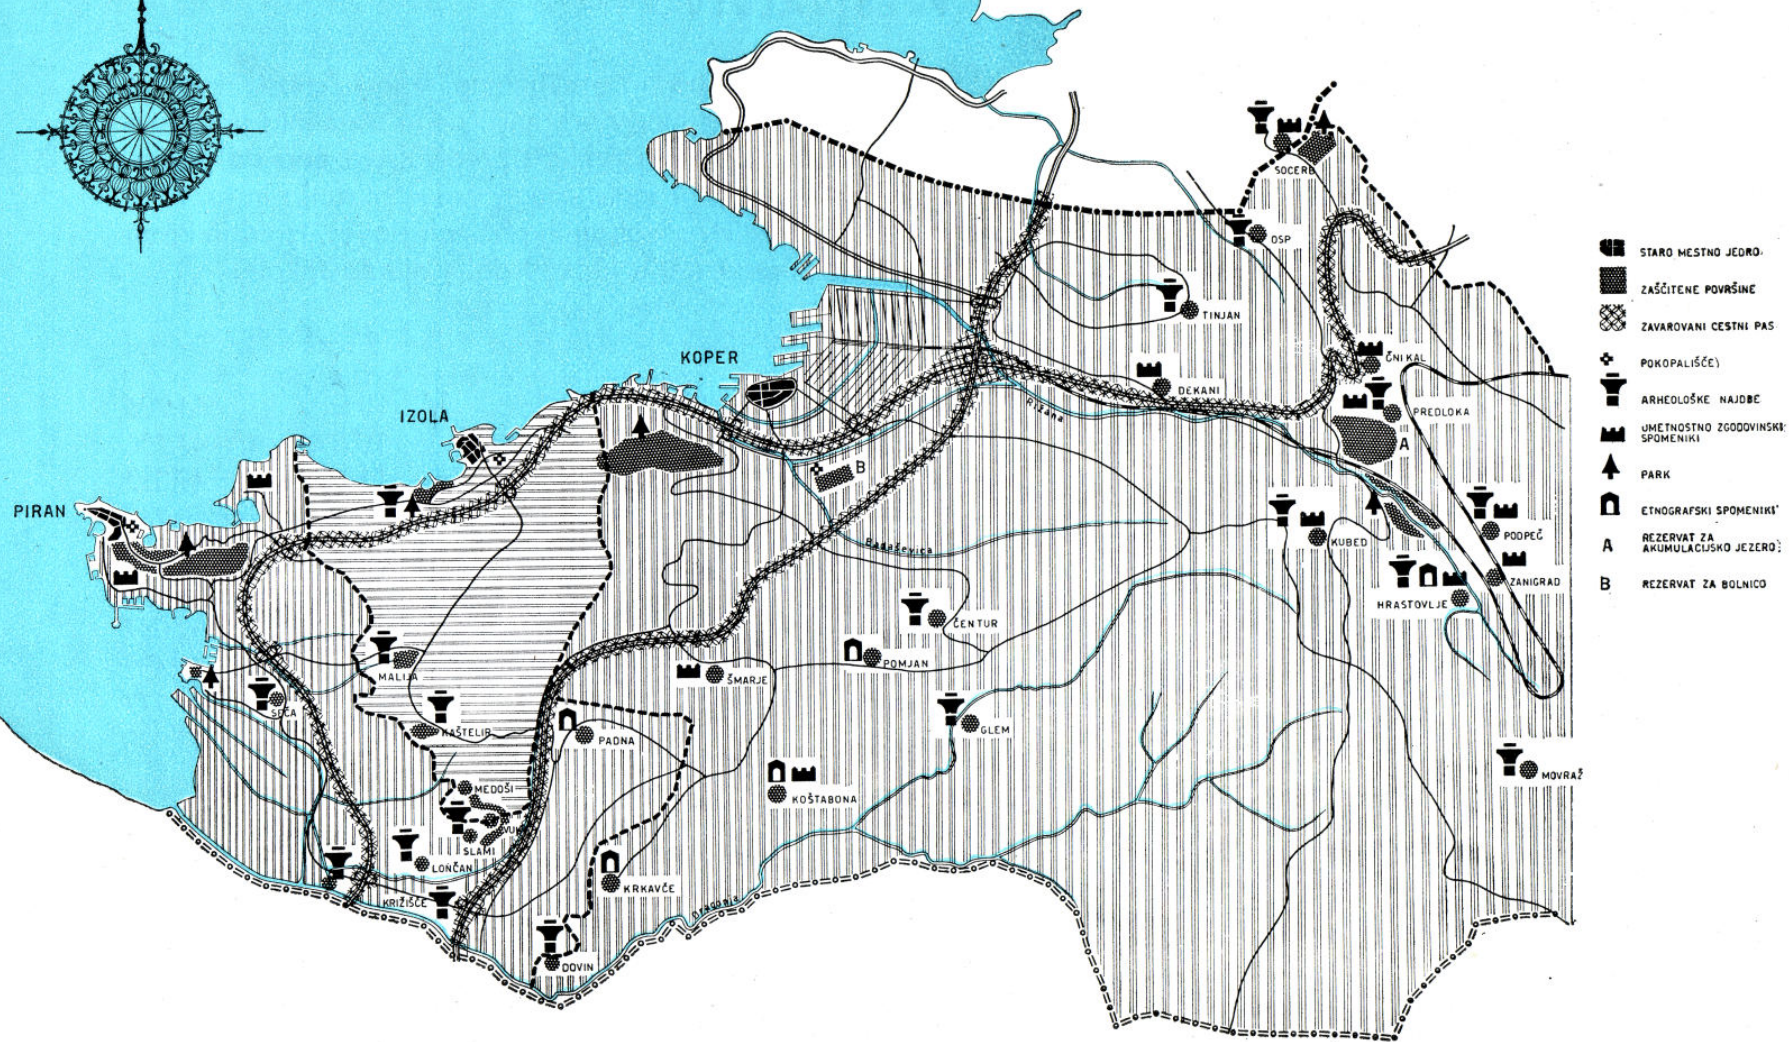 SOCERB
OSP
TINJAN
KOPER
ČNI KAL
DEKANI
Rižana
PREDLOKA
IZOLA
A
B
PIRAN
Badaševica
KUBED
PODPEČ
ZANIGRAD
HRASTOVLJE
ČENTUR
POMJAN
MALIJA
ŠMARJE
SEČA
KAŠTELIR
PADNA
GLEM
MOVRAŽ
MEDOŠI
KOŠTABONA
SLAMI
LONČAN
KRKAVČE
KRIŽIŠČE
Dragonja
DOVIN
STARO MESTNO JEDRO
ZAŠČITENE POVRŠINE
ZAVAROVANI CESTNI PAS
POKOPALIŠČE
ARHEOLOŠKE NAJDBE
UMETNOSTNO ZGODOVINSKI
SPOMENIKI
PARK
ETNOGRAFSKI SPOMENIKI
A REZERVAT ZA
AKUMULACIJSKO JEZERO
B REZERVAT ZA BOLNICO